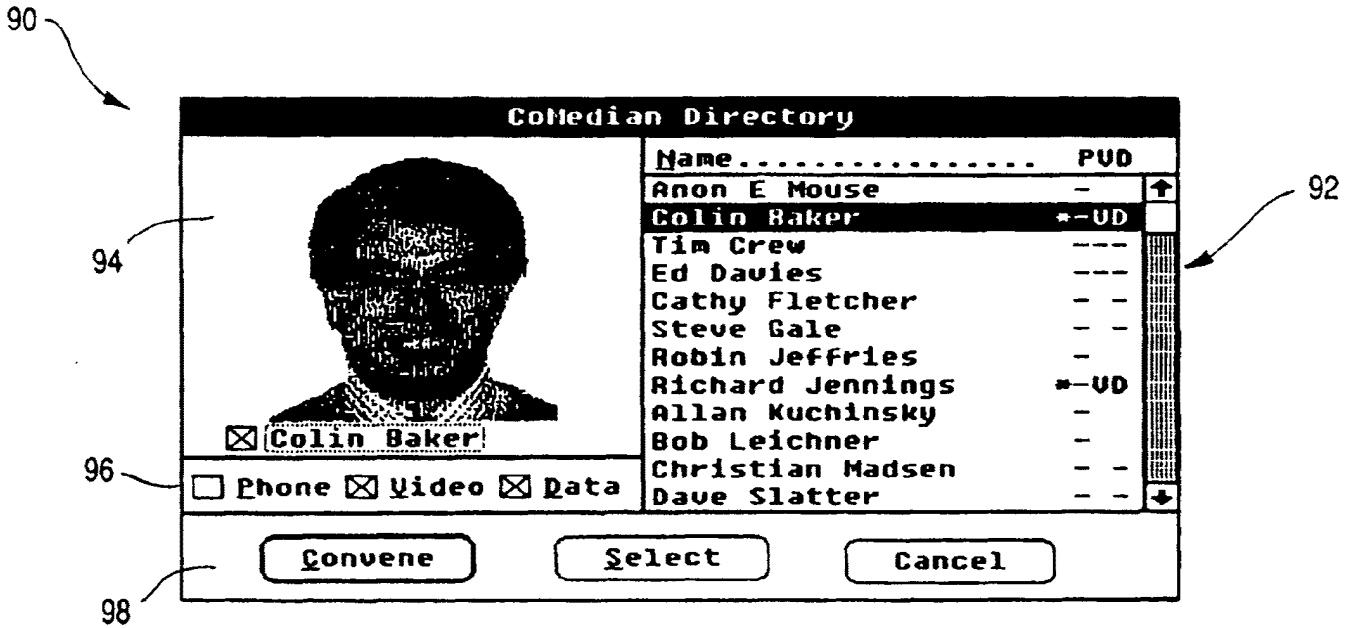 90
CoMedian Directory
Name................ PVD
Anon E Mouse -
Colin Baker *-VD
Tim Crew ---
Ed Davies ---
Cathy Fletcher - -
Steve Gale - -
Robin Jeffries -
Richard Jennings *-VD
Allan Kuchinsky -
Bob Leichner -
Christian Madsen - -
Dave Slatter - -
92
94
Colin Baker
96
Phone Video Data
Convene Select Cancel
98